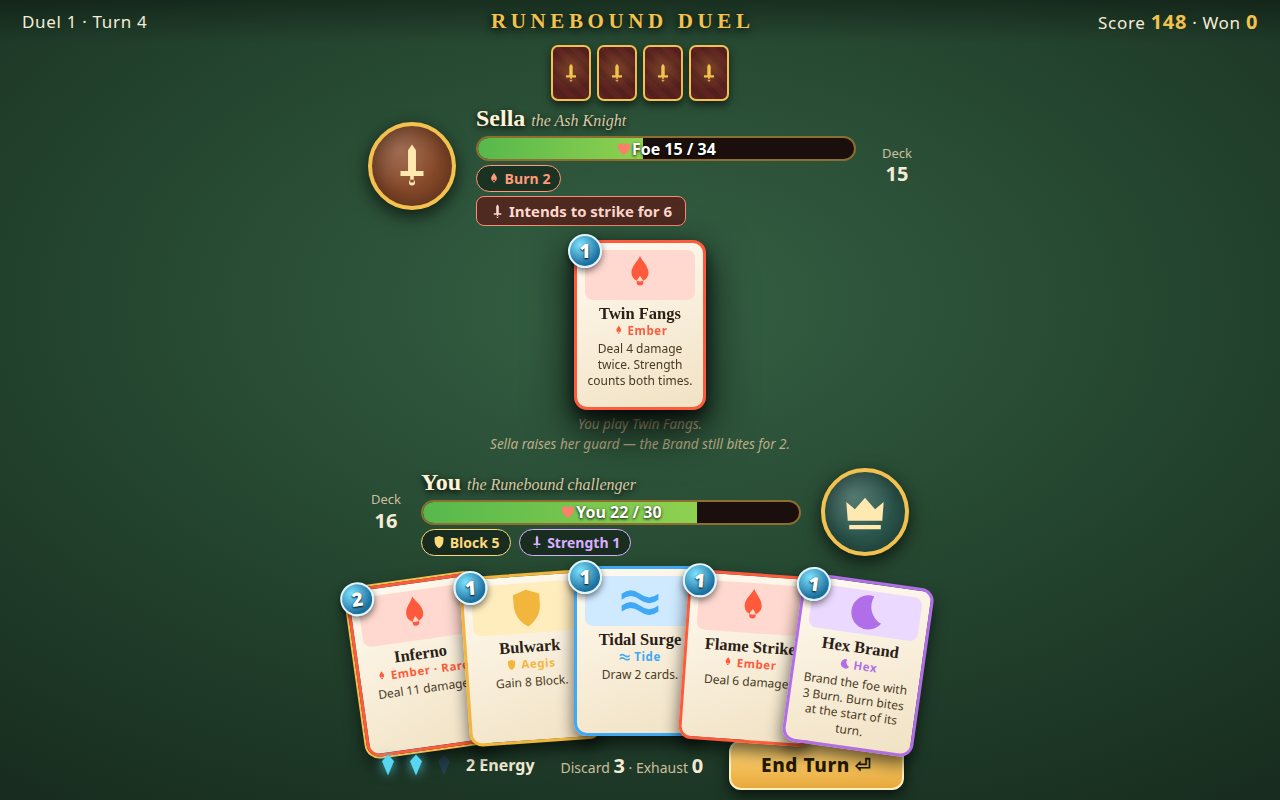 Duel 1 · Turn 4
RUNEBOUND DUEL
Score 148 · Won 0
Sella the Ash Knight
Foe 15 / 34
Deck
15
Burn 2
Intends to strike for 6
1
Twin Fangs
Ember
Deal 4 damage
twice. Strength
counts both times.
You play Twin Fangs.
Sella raises her guard — the Brand still bites for 2.
You the Runebound challenger
Deck
16
You 22 / 30
Block 5
Strength 1
2
Inferno
Ember · Rare
Deal 11 damage
1
Bulwark
Aegis
Gain 8 Block.
1
Tidal Surge
Tide
Draw 2 cards.
1
Flame Strike
Ember
Deal 6 damage
1
Hex Brand
Hex
Brand the foe with
3 Burn. Burn bites
at the start of its
turn.
2 Energy
Discard 3 · Exhaust 0
End Turn ⏎